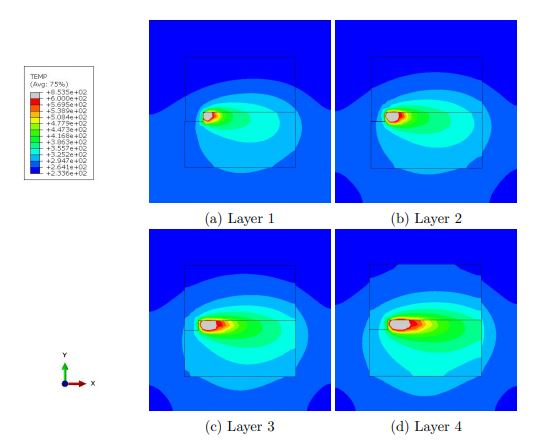 TEMP
(Avg: 75%)
+8.535e+02
+6.000e+02
+5.695e+02
+5.389e+02
+5.084e+02
+4.779e+02
+4.473e+02
+4.168e+02
+3.863e+02
+3.557e+02
+3.252e+02
+2.947e+02
+2.641e+02
+2.336e+02
(a) Layer 1
(b) Layer 2
Y
X
(c) Layer 3
(d) Layer 4